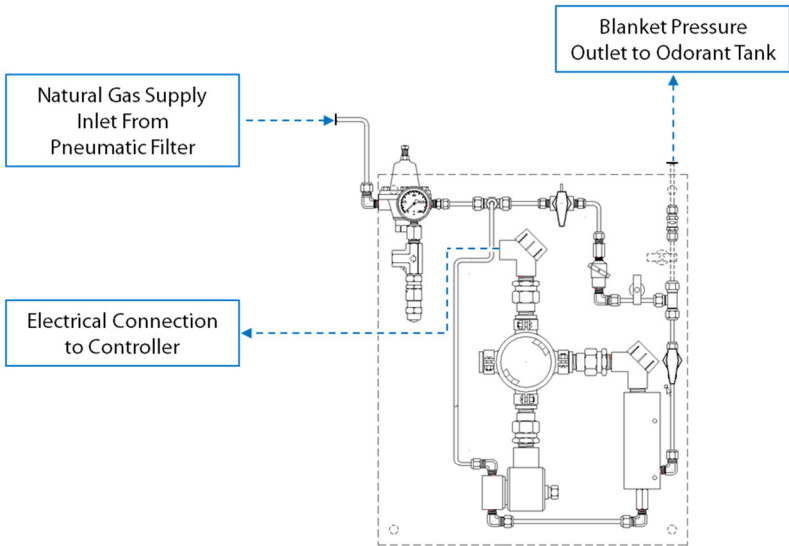 Blanket Pressure
Outlet to Odorant Tank
Natural Gas Supply
Inlet From
Pneumatic Filter
Electrical Connection
to Controller